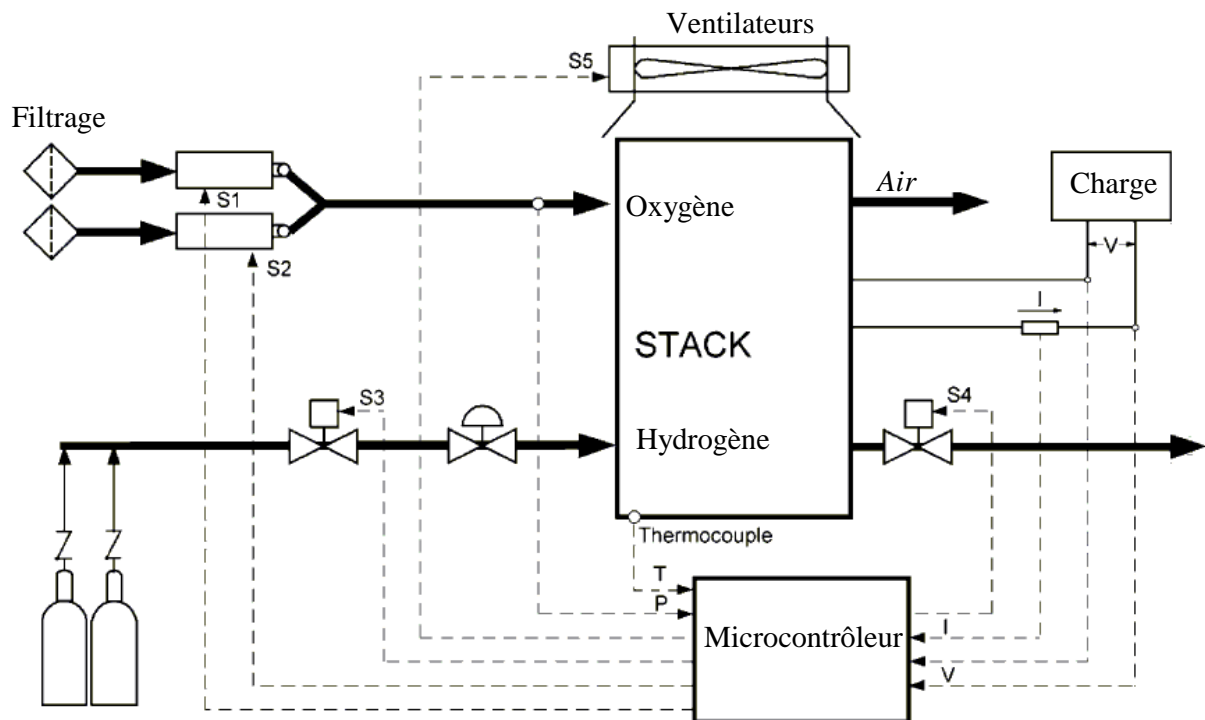 Ventilateurs
S5
Filtrage
S1
Oxygène
Air
Charge
S2
V
I
STACK
S3
S4
Hydrogène
Thermocouple
T
P
Microcontrôleur
I
V